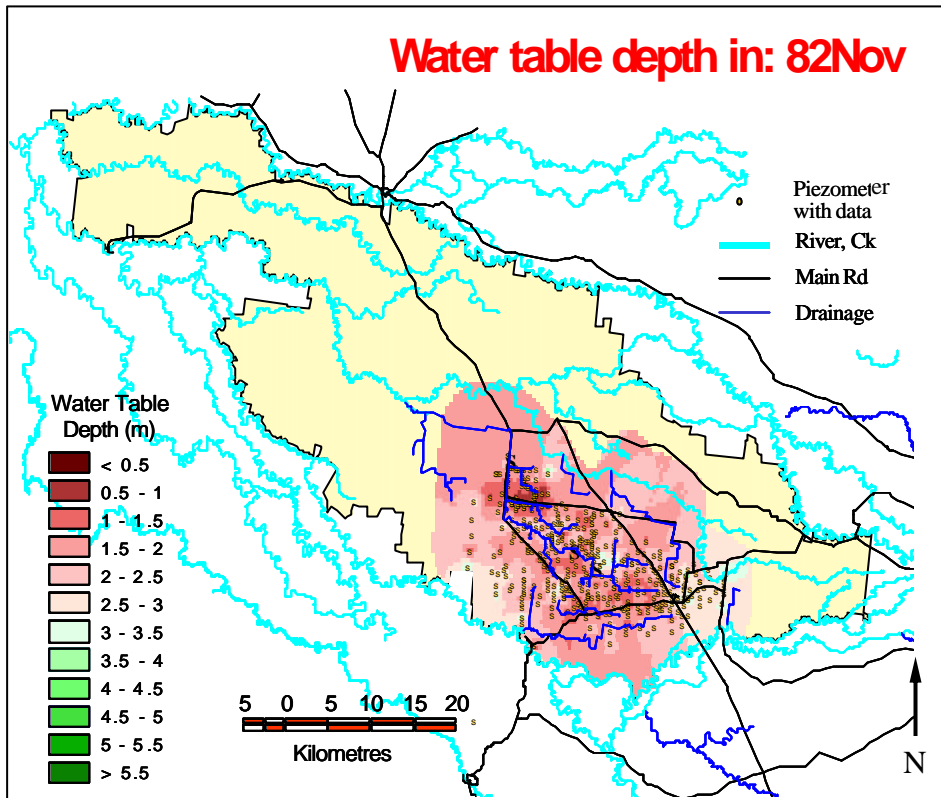 Water table depth in: 82Nov
Piezometer
with data
River, Ck
Main Rd
Drainage
Water Table
Depth (m)
< 0.5
0.5 - 1
1 - 1.5
1.5 - 2
2 - 2.5
2.5 - 3
3 - 3.5
3.5 - 4
4 - 4.5
4.5 - 5
5 - 5.5
> 5.5
5 0 5 10 15 20
Kilometres
N